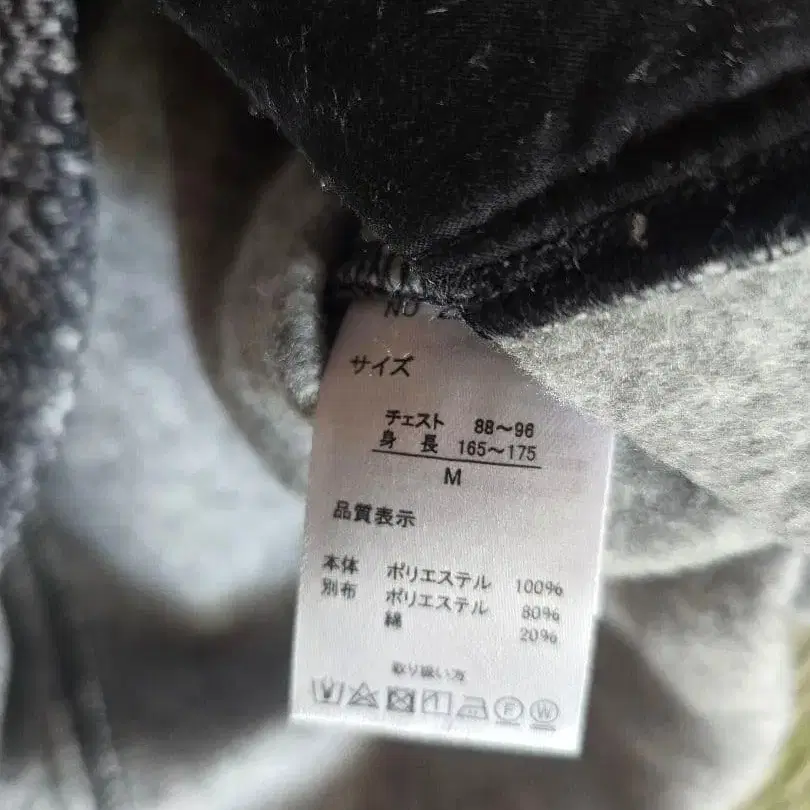 NO 2
サイズ
チェスト 88～96
身長 165～175
M
品質表示
本体 ポリエステル 100%
別布 ポリエステル 80%
綿 20%
取り扱い方
F W